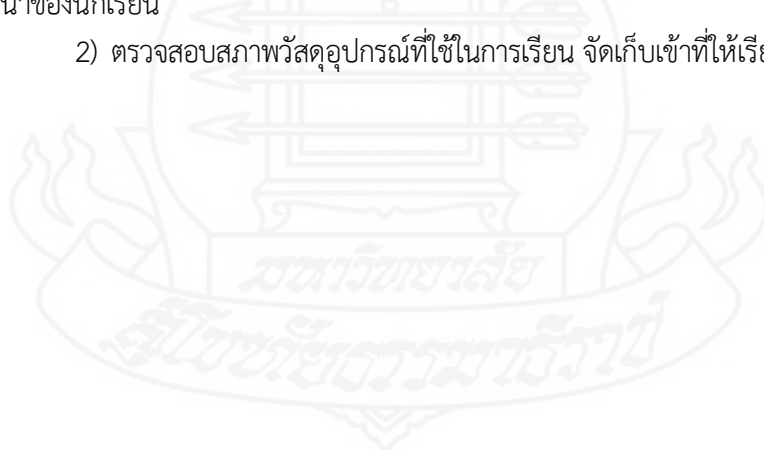 นาของนักเรียน
2) ตรวจสอบสภาพวัสดุอุปกรณ์ที่ใช้ในการเรียน จัดเก็บเข้าที่ให้เรีย
มหาวิทยาลัย
สุโขทัยธรรมาธิราช